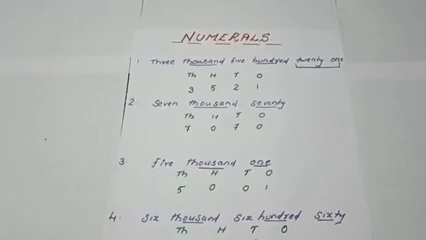 NUMERALS
1. Three thousand five hundred twenty one
Th H T O
3 5 2 1
2. Seven thousand seventy
Th H T O
7 0 7 0
3. Five thousand one
Th H T O
5 0 0 1
4. Six thousand six hundred sixty
Th H T O